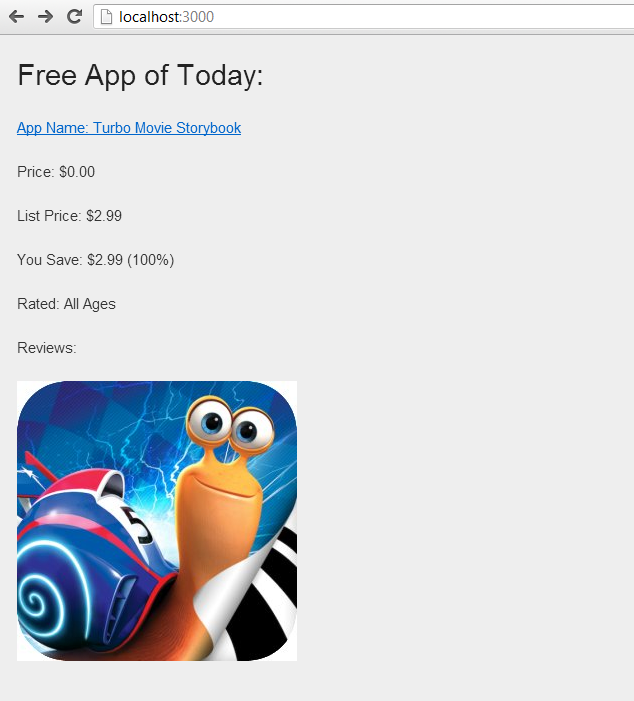 localhost:3000
Free App of Today:
App Name: Turbo Movie Storybook
Price: $0.00
List Price: $2.99
You Save: $2.99 (100%)
Rated: All Ages
Reviews:
5